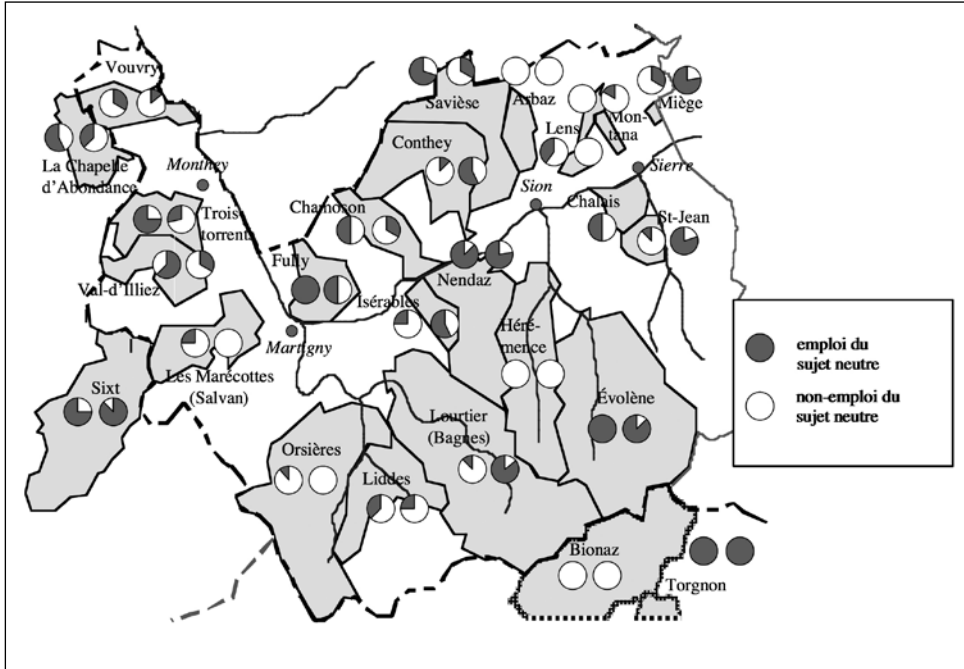 Vouvry
Savièse
Arbaz
Miège
Mon-
tana
Lens
La Chapelle
d'Abondance
Monthey
Conthey
Sierre
Sion
Chalais
St-Jean
Trois-
torrents
Chamoson
Fully
Nendaz
Val-d'Illiez
Isérables
Héré-
mence
Martigny
Les Marécottes
(Salvan)
Sixt
Évolène
Lourtier
(Bagnes)
Orsières
Liddes
Bionaz
Torgnon
emploi du
sujet neutre
non-emploi du
sujet neutre